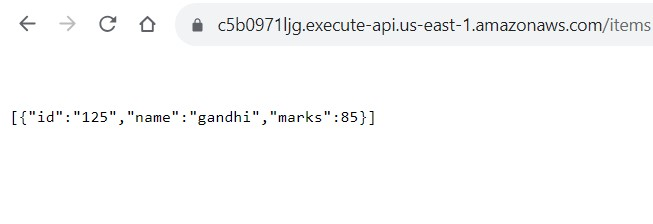 c5b0971ljg.execute-api.us-east-1.amazonaws.com/items
[{"id":"125","name":"gandhi","marks":85}]